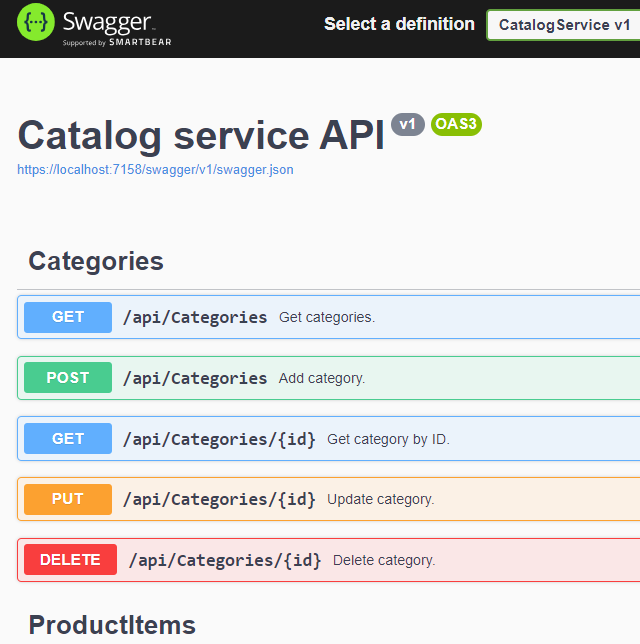 {···} Swagger
Supported by SMARTBEAR
Select a definition
CatalogService v1
Catalog service API v1 OAS3
https://localhost:7158/swagger/v1/swagger.json
Categories
GET /api/Categories Get categories.
POST /api/Categories Add category.
GET /api/Categories/{id} Get category by ID.
PUT /api/Categories/{id} Update category.
DELETE /api/Categories/{id} Delete category.
ProductItems